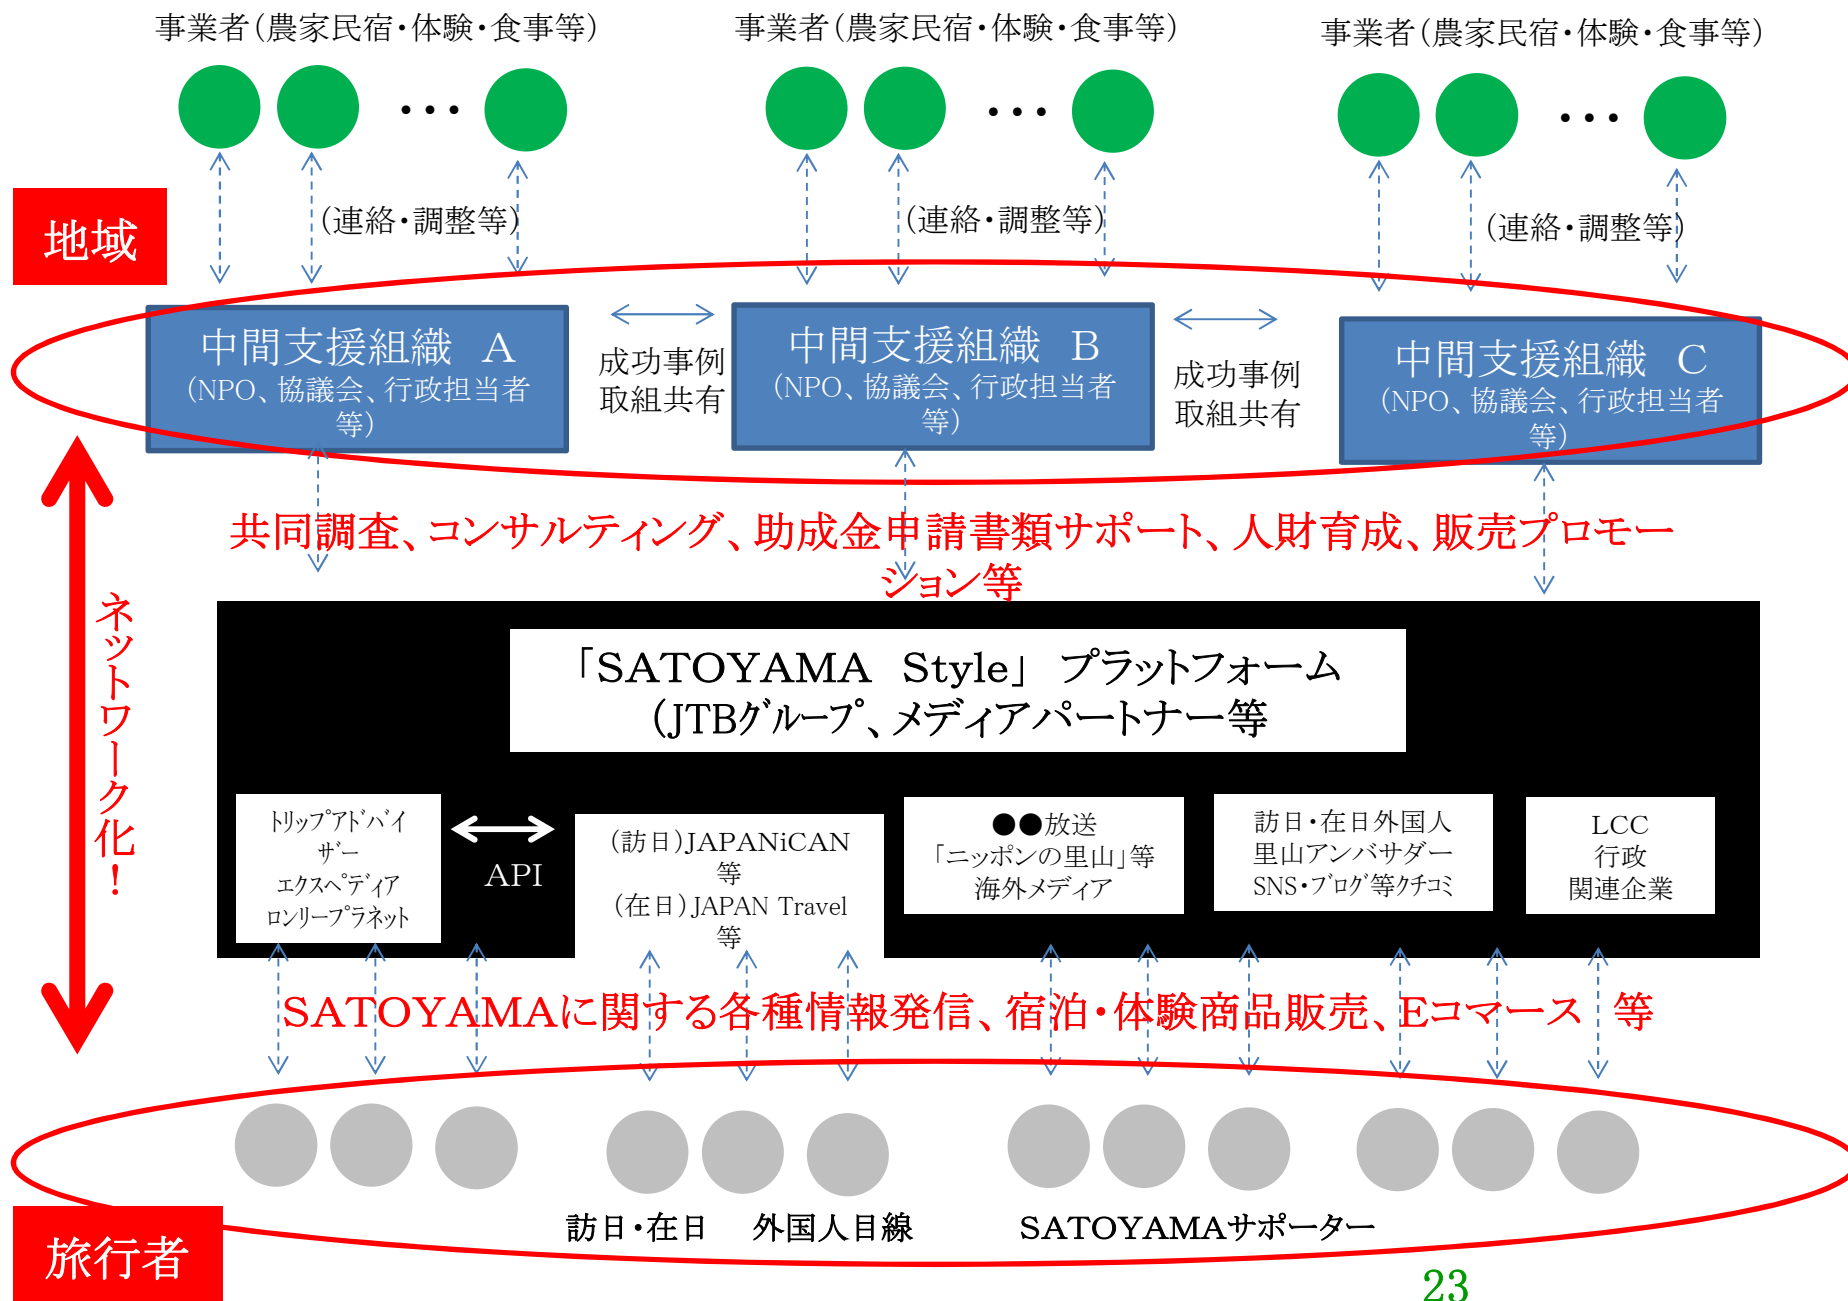 事業者（農家民宿・体験・食事等）
事業者（農家民宿・体験・食事等）
事業者（農家民宿・体験・食事等）
・・・
・・・
・・・
地域
（連絡・調整等）
（連絡・調整等）
（連絡・調整等）
中間支援組織　A
（NPO、協議会、行政担当者
等）
成功事例
取組共有
中間支援組織　B
（NPO、協議会、行政担当者
等）
成功事例
取組共有
中間支援組織　C
（NPO、協議会、行政担当者
等）
共同調査、コンサルティング、助成金申請書類サポート、人財育成、販売プロモー
ション等
ネットワーク化！
「SATOYAMA　Style」　プラットフォーム
（JTBｸﾞﾙｰﾌﾟ、メディアパートナー等
ﾄﾘｯﾌﾟｱﾄﾞﾊﾞｲ
ｻﾞｰ
ｴｸｽﾍﾟﾃﾞｨｱ
ﾛﾝﾘｰﾌﾟﾗﾈｯﾄ
API
（訪日）JAPANiCAN
等
（在日）JAPAN Travel
等
●●放送
「ニッポンの里山」等
海外メディア
訪日・在日外国人
里山アンバサダー
SNS・ﾌﾞﾛｸﾞ等ｸﾁｺﾐ
LCC
行政
関連企業
SATOYAMAに関する各種情報発信、宿泊・体験商品販売、Eコマース　等
訪日・在日　外国人目線
SATOYAMAサポーター
旅行者
23